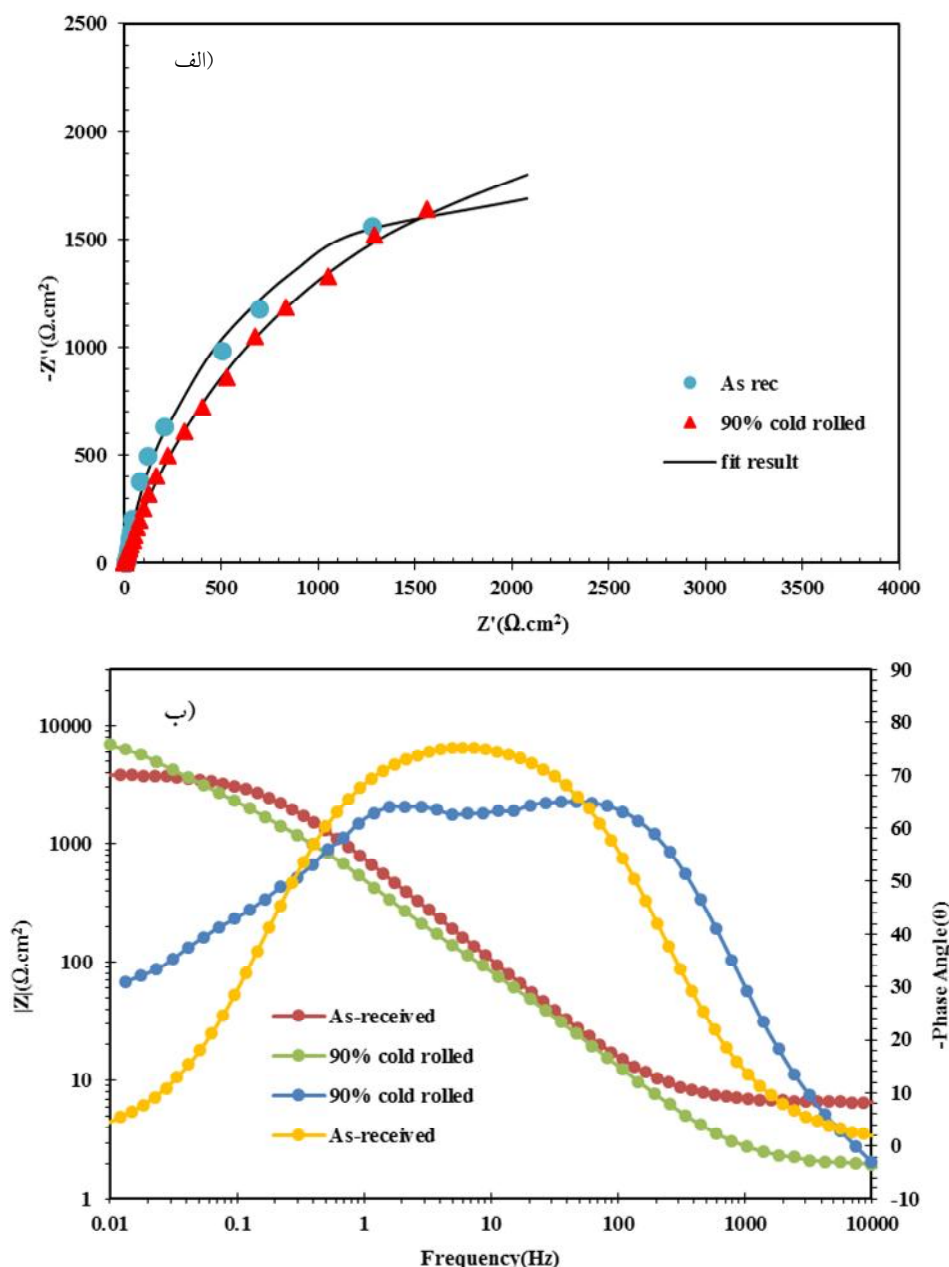 2500
(الف
2000
1500
-Z''(Ω.cm²)
1000
As rec
90% cold rolled
500
fit result
0
0 500 1000 1500 2000 2500 3000 3500 4000
Z'(Ω.cm²)
90
(ب
10000
80
70
1000
60
50
|Z|(Ω.cm²)
40
-Phase Angle(θ)
100
30
As-received
90% cold rolled
20
10
90% cold rolled
10
As-received
0
1
-10
0.01 0.1 1 10 100 1000 10000
Frequency(Hz)